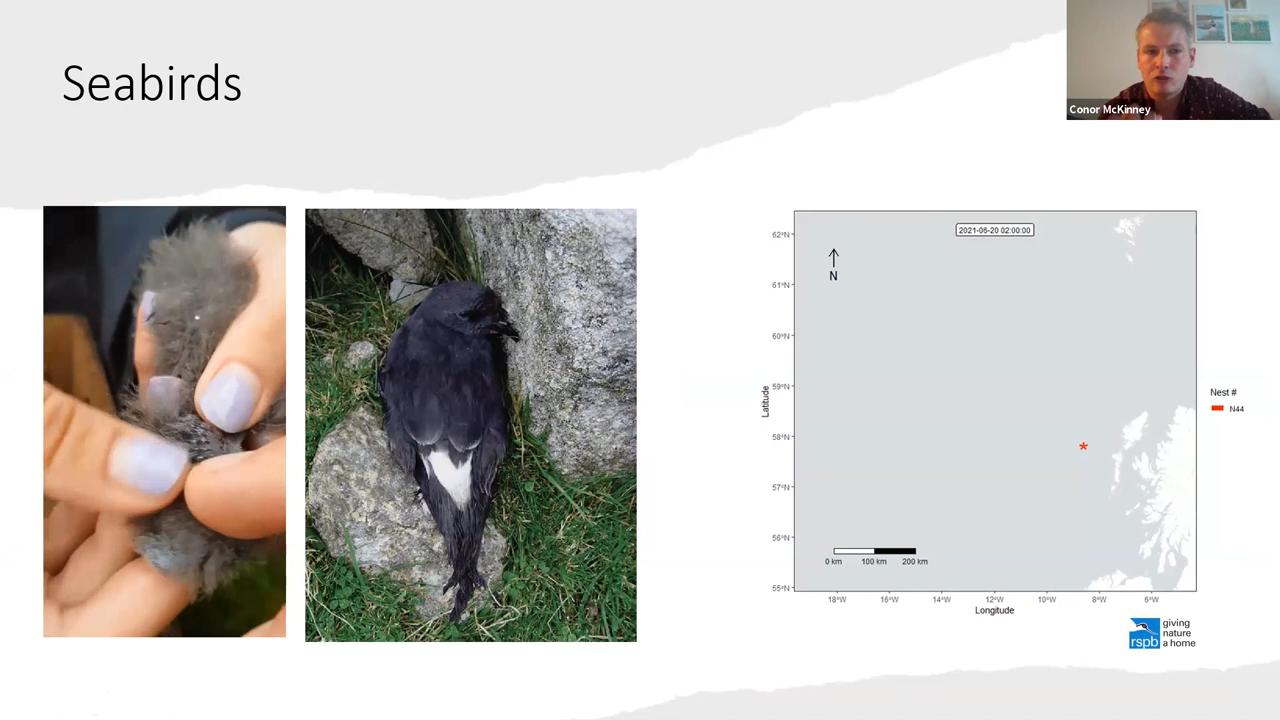 Seabirds
Conor McKinney
2021-06-20 02:00:00
N
62°N
61°N
60°N
59°N
58°N
57°N
56°N
55°N
Latitude
0 km 100 km 200 km
18°W 16°W 14°W 12°W 10°W 8°W 6°W
Longitude
Nest #
N44
rspb
giving
nature
a home